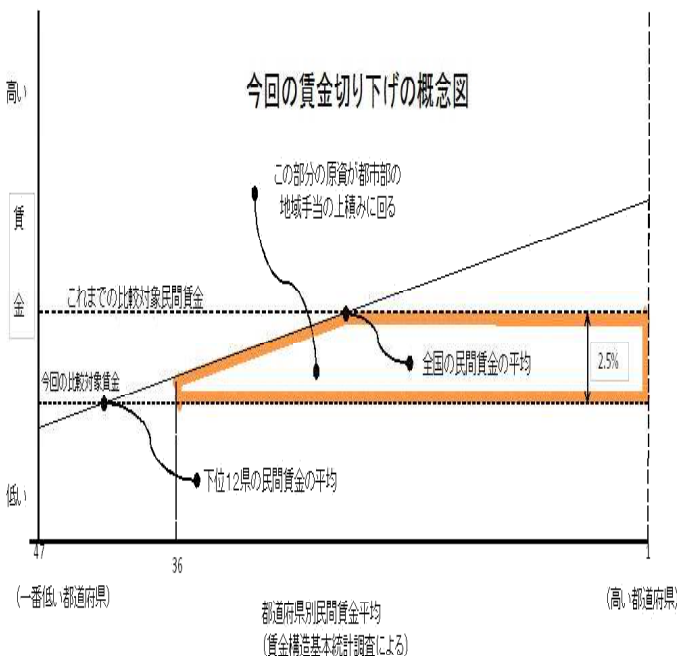 今回の賃金切り下げの概念図
高い
この部分の原資が都市部の
地域手当の上積みに回る
賃
金
これまでの比較対象民間賃金
全国の民間賃金の平均
2.5%
今回の比較対象賃金
下位12県の民間賃金の平均
低い
47
36
1
(一番低い都道府県)
(高い都道府県
都道府県別民間賃金平均
(賃金構造基本統計調査による)